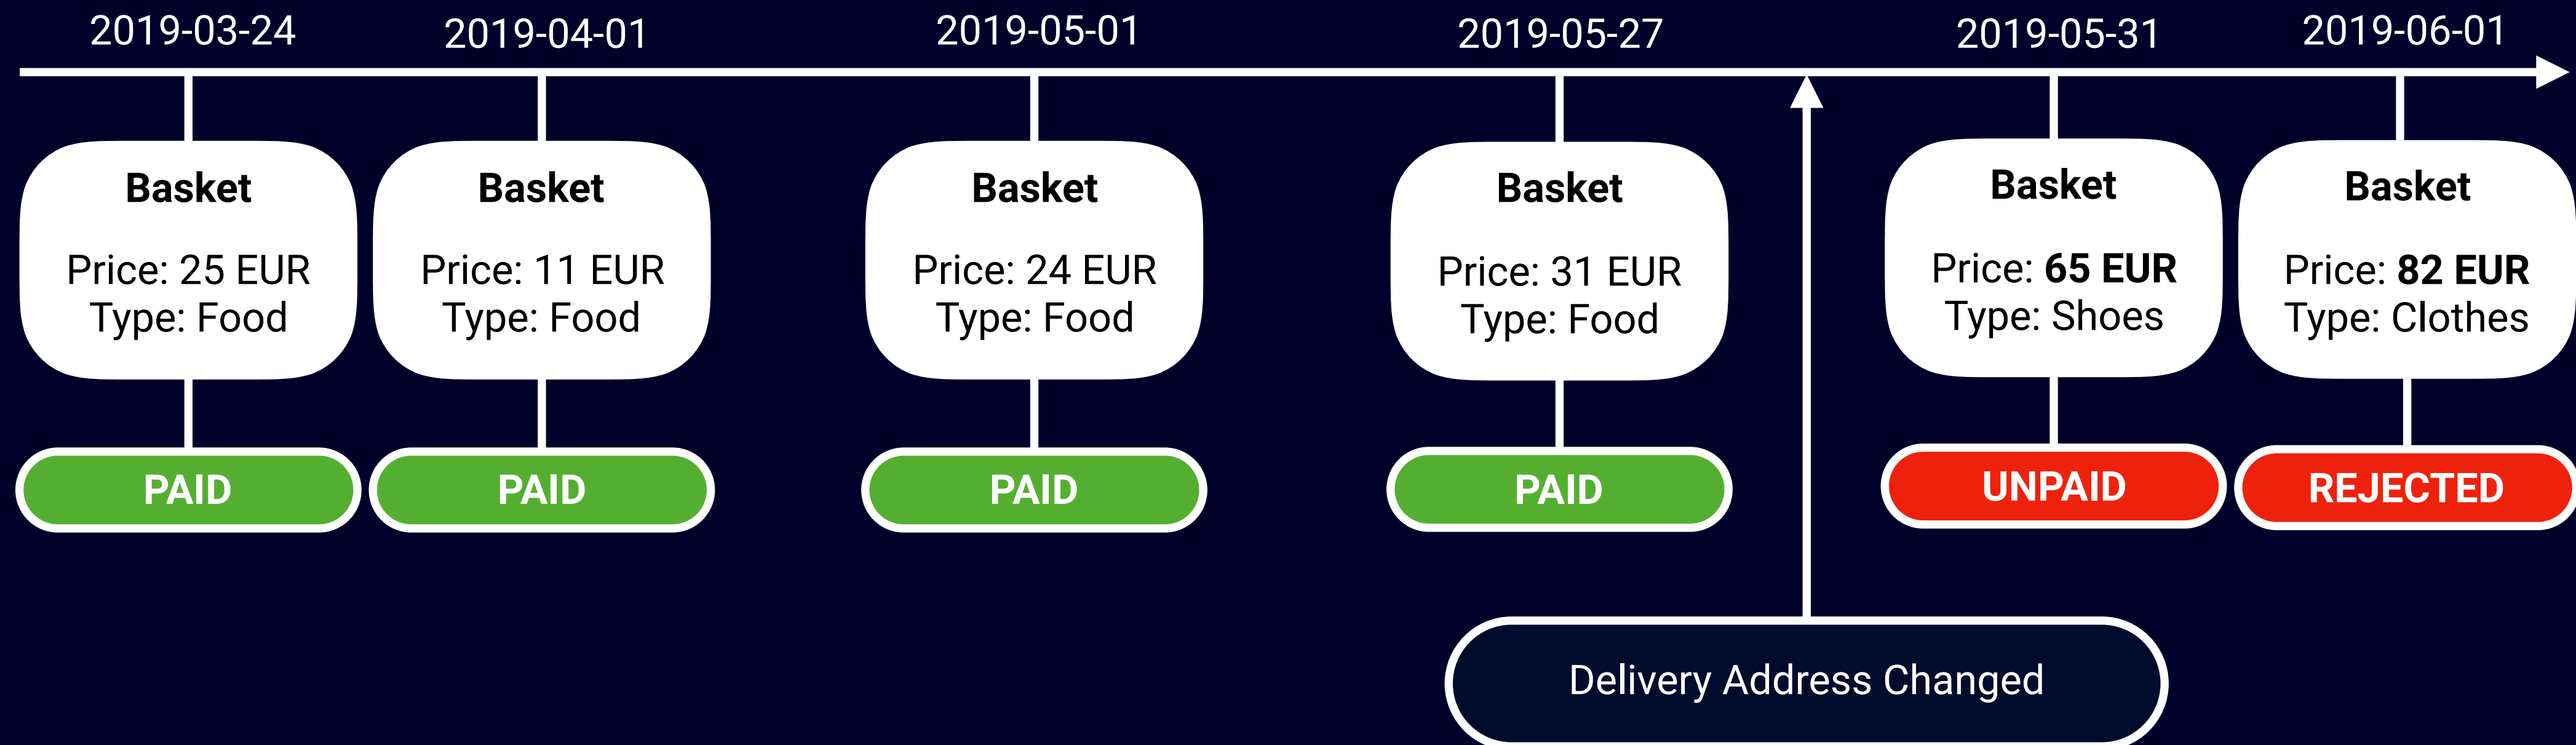 2019-03-24
2019-04-01
2019-05-01
2019-05-27
2019-05-31
2019-06-01
Basket
Price: 25 EUR
Type: Food
PAID
Basket
Price: 11 EUR
Type: Food
PAID
Basket
Price: 24 EUR
Type: Food
PAID
Basket
Price: 31 EUR
Type: Food
PAID
Basket
Price: 65 EUR
Type: Shoes
UNPAID
Basket
Price: 82 EUR
Type: Clothes
REJECTED
Delivery Address Changed